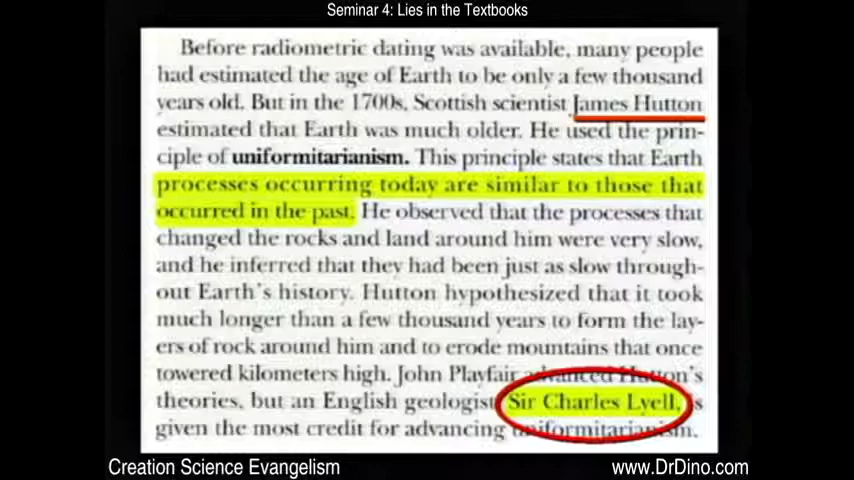 Seminar 4: Lies in the Textbooks
Before radiometric dating was available, many people
had estimated the age of Earth to be only a few thousand
years old. But in the 1700s, Scottish scientist James Hutton
estimated that Earth was much older. He used the prin-
ciple of uniformitarianism. This principle states that Earth
processes occurring today are similar to those that
occurred in the past. He observed that the processes that
changed the rocks and land around him were very slow,
and he inferred that they had been just as slow through-
out Earth's history. Hutton hypothesized that it took
much longer than a few thousand years to form the lay-
ers of rock around him and to erode mountains that once
towered kilometers high. John Playfair advanced Hutton's
theories, but an English geologist, Sir Charles Lyell, is
given the most credit for advancing uniformitarianism.
Creation Science Evangelism
www.DrDino.com